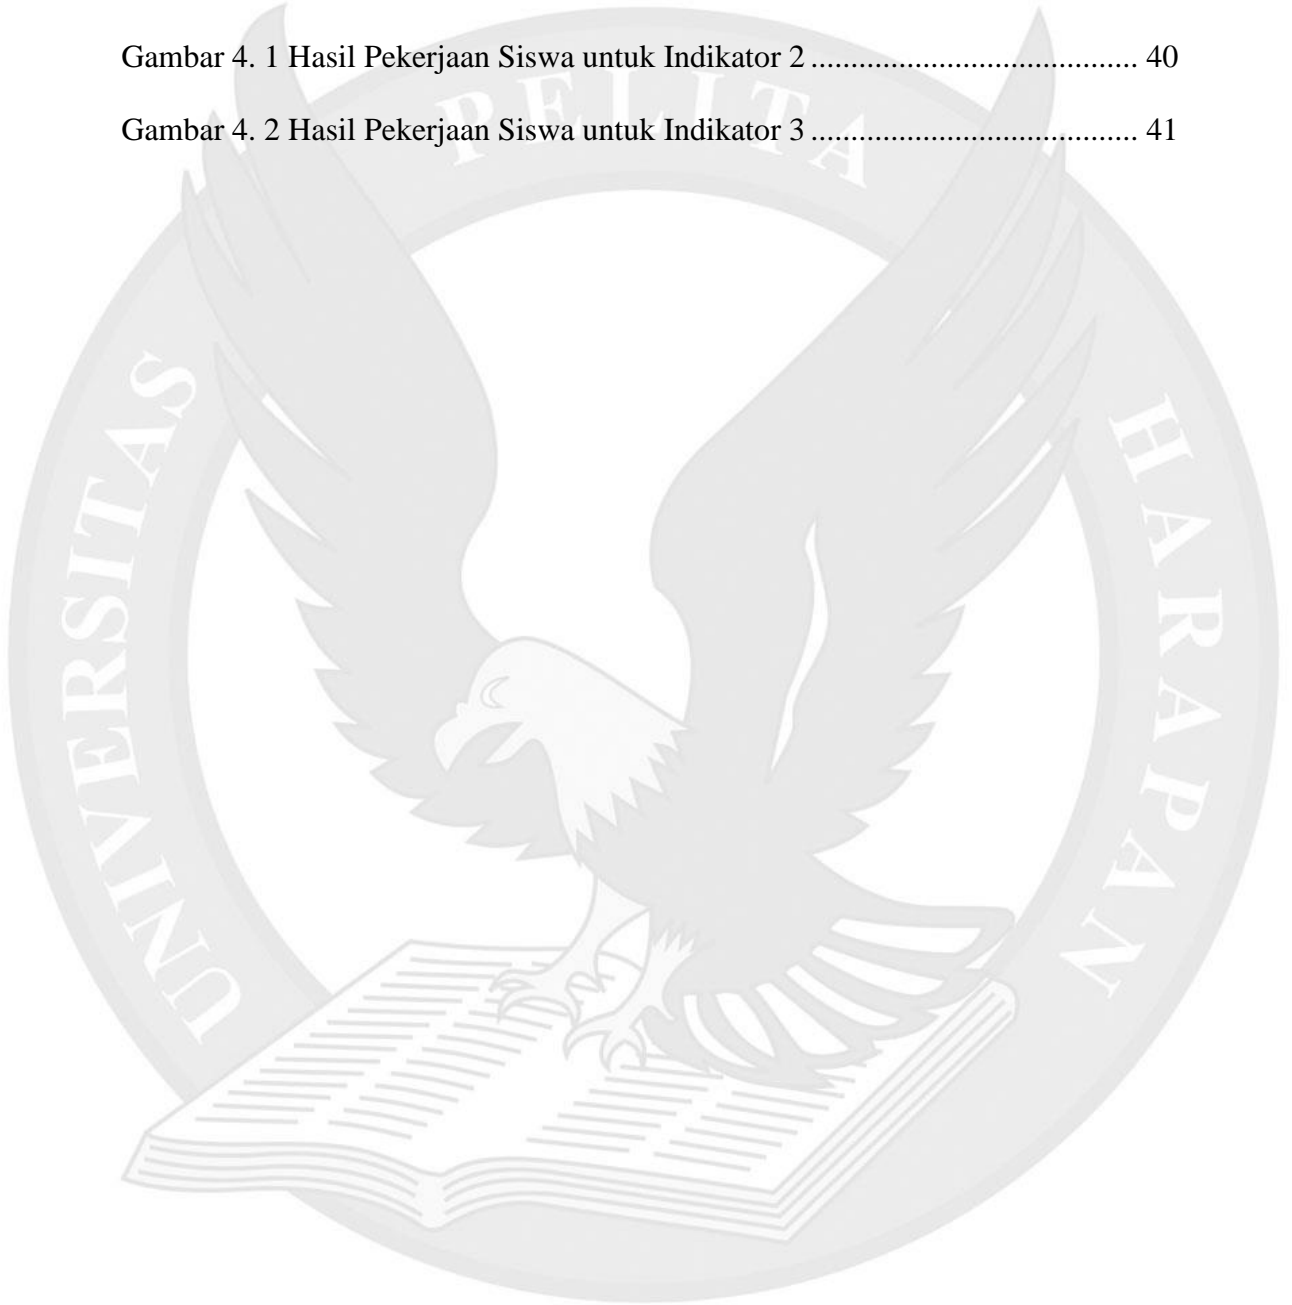 Gambar 4. 1 Hasil Pekerjaan Siswa untuk Indikator 2 ......................................... 40
Gambar 4. 2 Hasil Pekerjaan Siswa untuk Indikator 3 ......................................... 41
UNIVERSITAS PELITA HARAPAN